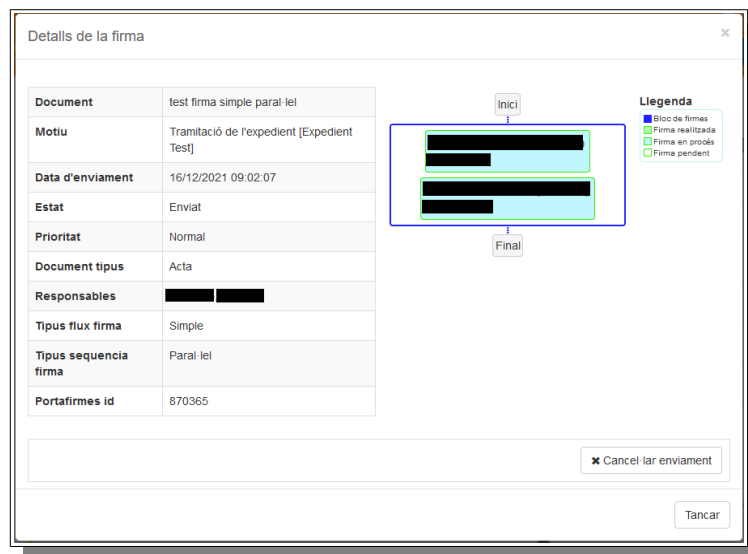 Detalls de la firma
×
Document test firma simple paral·lel
Motiu Tramitació de l'expedient [Expedient
Test]
Data d'enviament 16/12/2021 09:02:07
Estat Enviat
Prioritat Normal
Document tipus Acta
Responsables
Tipus flux firma Simple
Tipus sequencia
firma Paral·lel
Portafirmes id 870365
Inici
Final
Llegenda
Bloc de firmes
Firma realitzada
Firma en procés
Firma pendent
✖ Cancel·lar enviament
Tancar